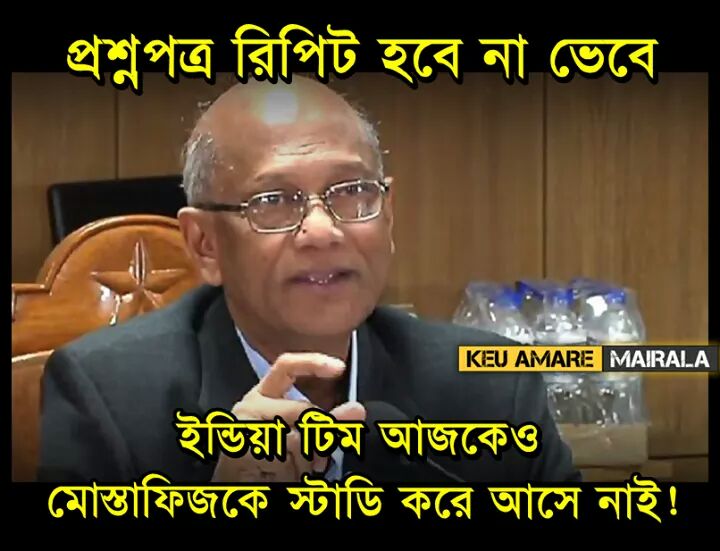 প্রশ্নপত্র রিপিট হবে না ভেবে
KEU AMARE MAIRALA
ইন্ডিয়া টিম আজকেও
মোস্তাফিজকে স্টাডি করে আসে নাই!